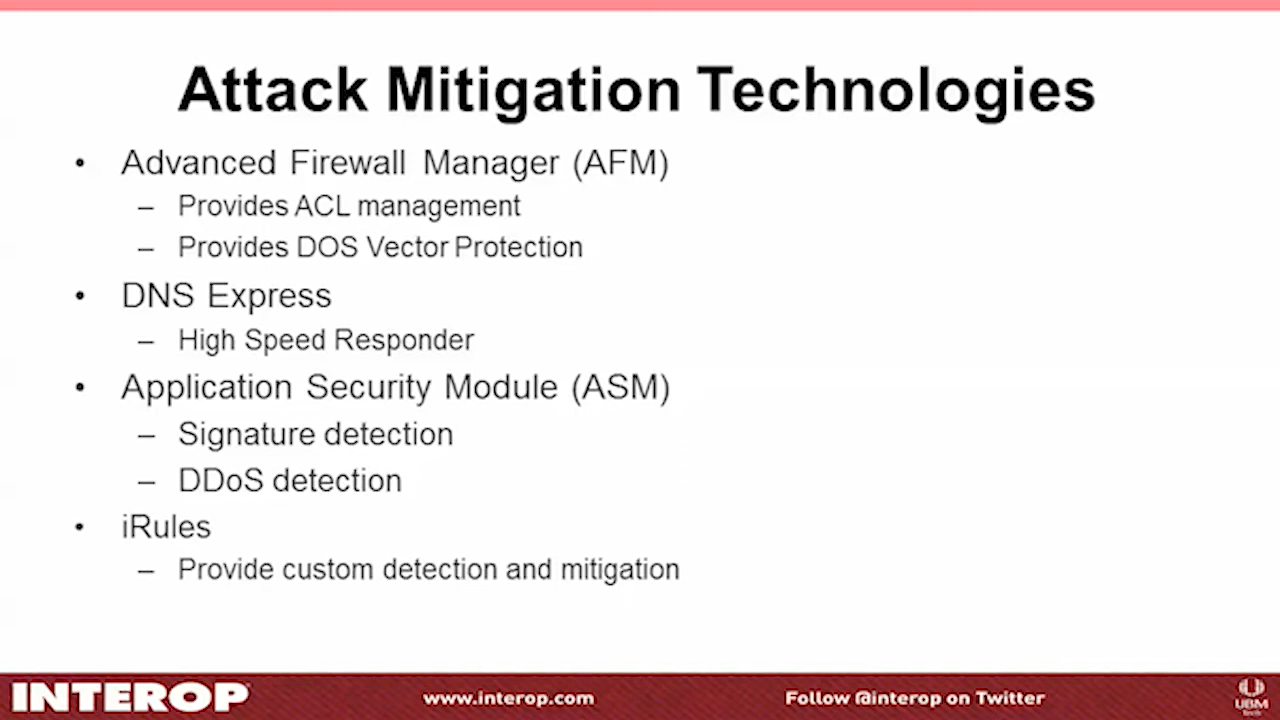 Attack Mitigation Technologies
• Advanced Firewall Manager (AFM)
– Provides ACL management
– Provides DOS Vector Protection
• DNS Express
– High Speed Responder
• Application Security Module (ASM)
– Signature detection
– DDoS detection
• iRules
– Provide custom detection and mitigation
INTEROP
www.interop.com
Follow @interop on Twitter
UBM
Tech